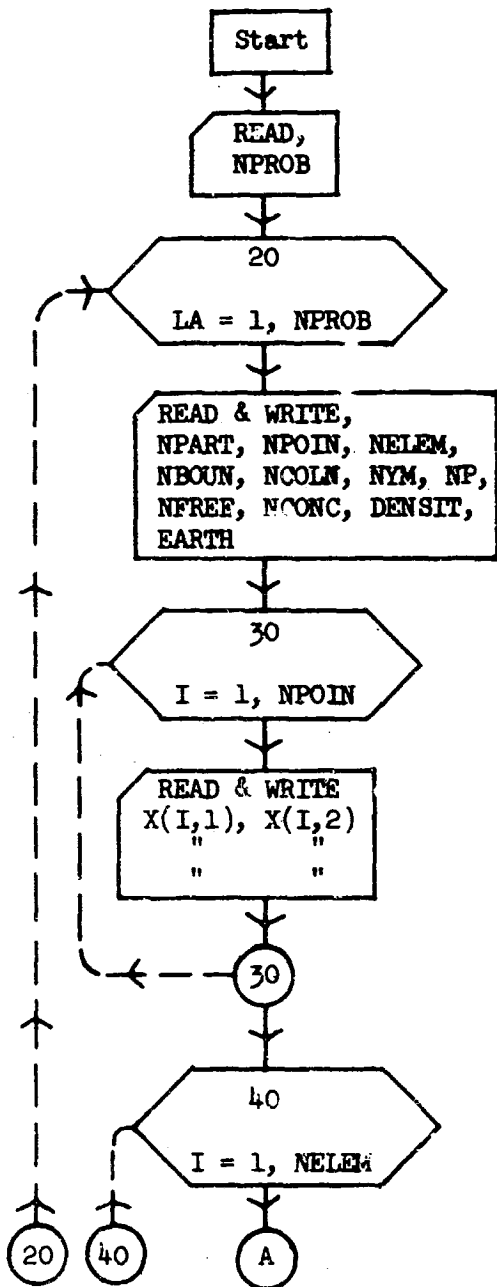 Start
READ,
NPROB
20
LA = 1, NPROB
READ & WRITE,
NPART, NPOIN, NELEM,
NBOUN, NCOLN, NYM, NP,
NFREE, NCONC, DENSIT,
EARTH
30
I = 1, NPOIN
READ & WRITE
X(I,1), X(I,2)
" "
" "
30
40
I = 1, NELEM
20 40 A